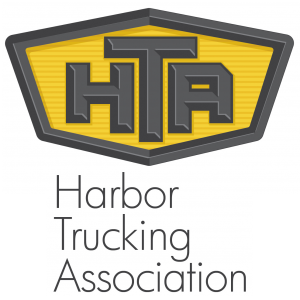 HTA
Harbor
Trucking
Association